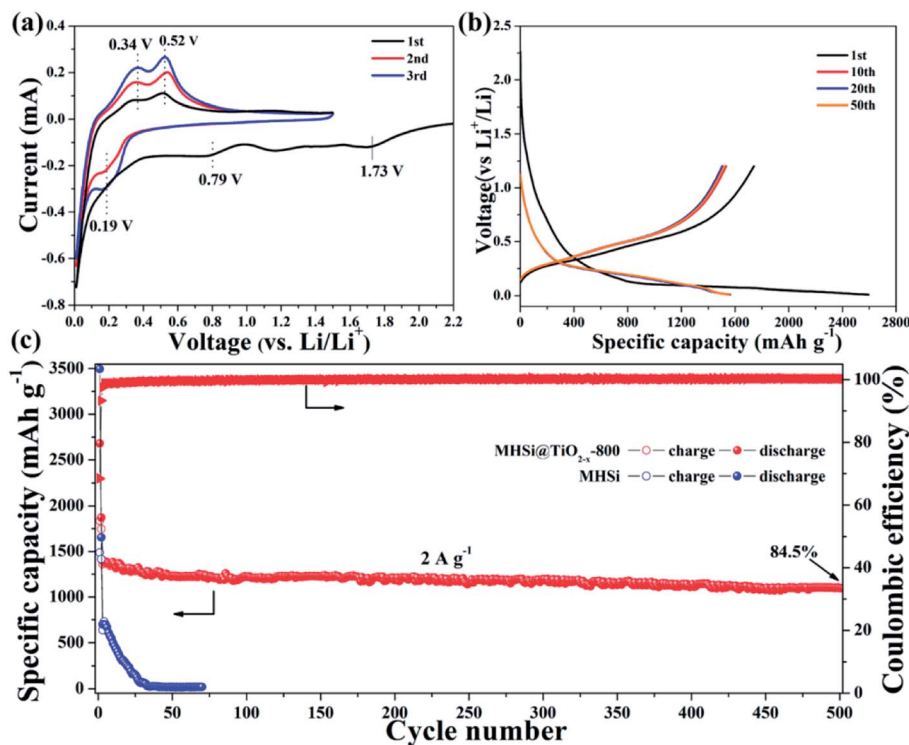 (a)
0.4
0.2
0.0
-0.2
-0.4
-0.6
-0.8
Current (mA)
0.34 V
0.52 V
1st
2nd
3rd
0.19 V
0.79 V
1.73 V
0.0 0.2 0.4 0.6 0.8 1.0 1.2 1.4 1.6 1.8 2.0 2.2
Voltage (vs. Li/Li⁺)
(b)
2.5
2.0
1.5
1.0
0.5
0.0
Voltage(vs Li⁺/Li)
1st
10th
20th
50th
0 400 800 1200 1600 2000 2400 2800
Specific capacity (mAh g⁻¹)
(c)
3500
3000
2500
2000
1500
1000
500
0
Specific capacity (mAh g⁻¹)
MHSi@TiO₂₋ₓ-800 charge discharge
MHSi charge discharge
2 A g⁻¹
84.5%
100
80
60
40
20
0
Coulombic efficiency (%)
0 50 100 150 200 250 300 350 400 450 500
Cycle number